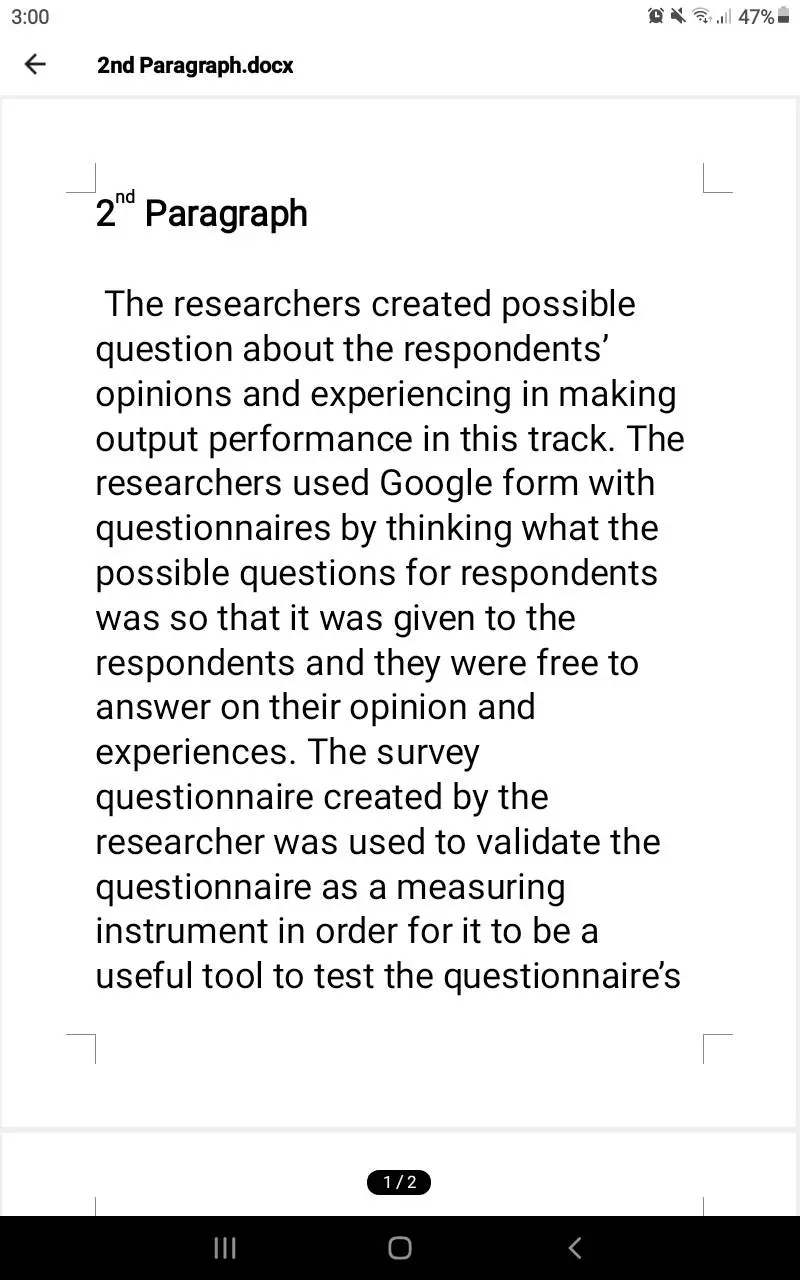 3:00
47%
2nd Paragraph.docx
2nd Paragraph
The researchers created possible
question about the respondents’
opinions and experiencing in making
output performance in this track. The
researchers used Google form with
questionnaires by thinking what the
possible questions for respondents
was so that it was given to the
respondents and they were free to
answer on their opinion and
experiences. The survey
questionnaire created by the
researcher was used to validate the
questionnaire as a measuring
instrument in order for it to be a
useful tool to test the questionnaire’s
1/2